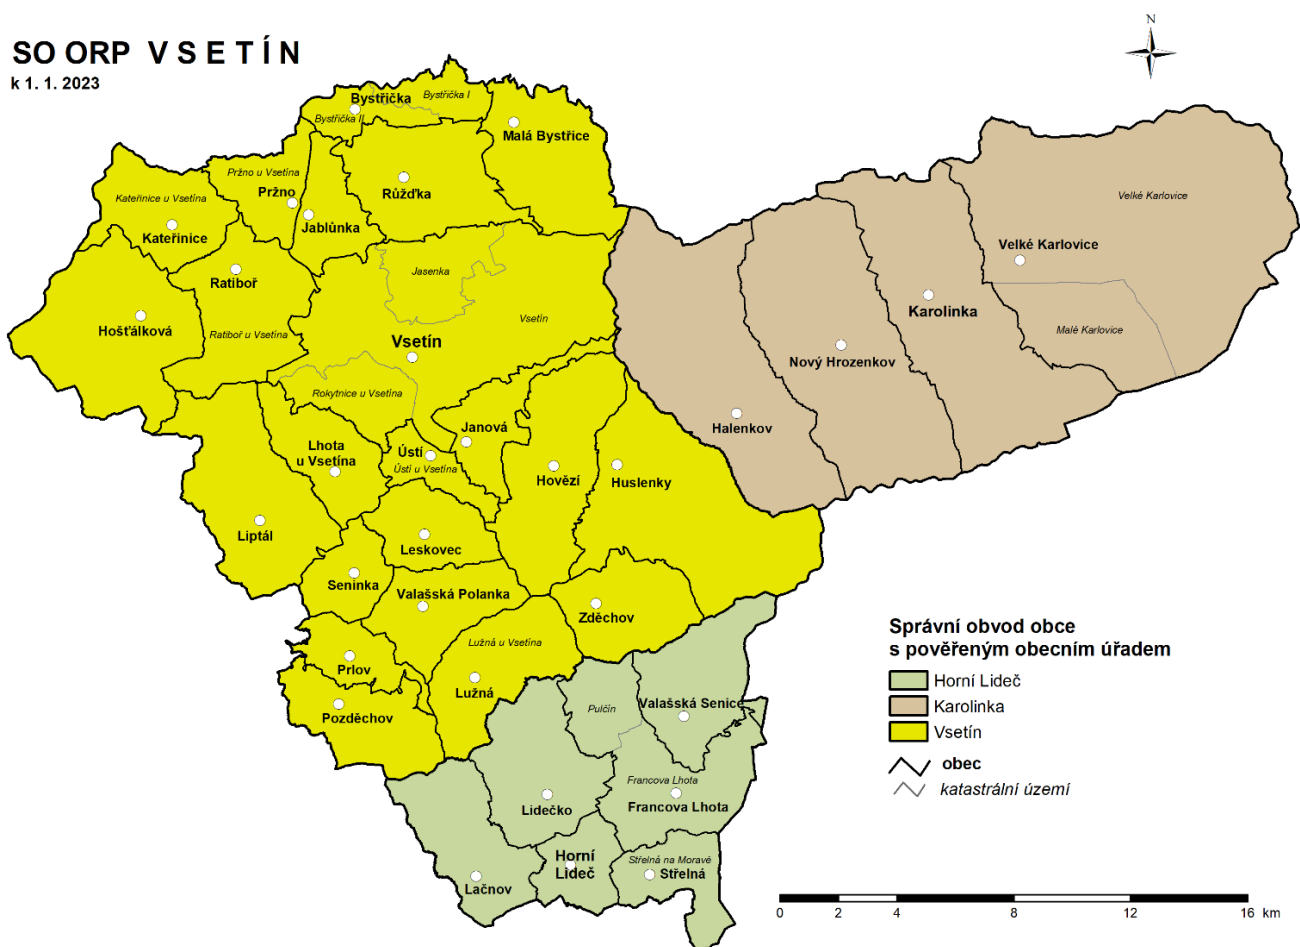 SO ORP V S E T Í N
k 1. 1. 2023
N
Bystřička
Bystřička I
Bystřička II
Malá Bystřice
Pržno u Vsetína
Pržno
Růžďka
Kateřinice u Vsetína
Kateřinice
Jablůnka
Velké Karlovice
Velké Karlovice
Jasenka
Ratiboř
Ratiboř u Vsetína
Hošťálková
Vsetín
Vsetín
Karolinka
Malé Karlovice
Nový Hrozenkov
Rokytnice u Vsetína
Halenkov
Janová
Lhota
u Vsetína
Ústí
Ústí u Vsetína
Hovězí
Huslenky
Liptál
Leskovec
Seninka
Valašská Polanka
Zděchov
Lužná u Vsetína
Prlov
Lužná
Pozděchov
Pulčín
Valašská Senice
Francova Lhota
Francova Lhota
Lidečko
Horní
Lideč
Střelná na Moravě
Střelná
Lačnov
Správní obvod obce
s pověřeným obecním úřadem
Horní Lideč
Karolinka
Vsetín
obec
katastrální území
0 2 4 8 12 16 km